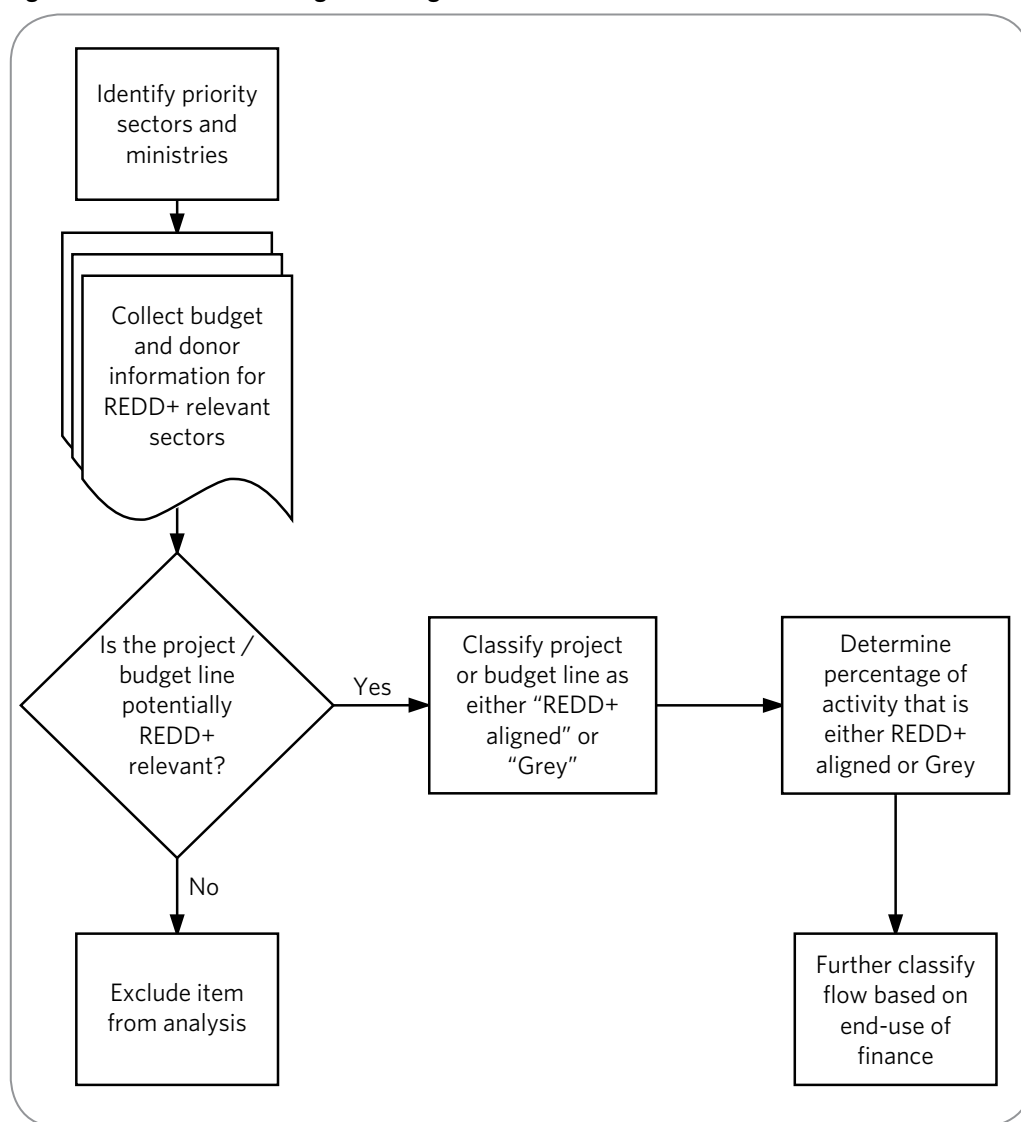 Identify priority
sectors and
ministries
Collect budget
and donor
information for
REDD+ relevant
sectors
Is the project /
budget line
potentially
REDD+
relevant?
Yes
No
Classify project
or budget line as
either “REDD+
aligned” or
“Grey”
Determine
percentage of
activity that is
either REDD+
aligned or Grey
Exclude item
from analysis
Further classify
flow based on
end-use of
finance